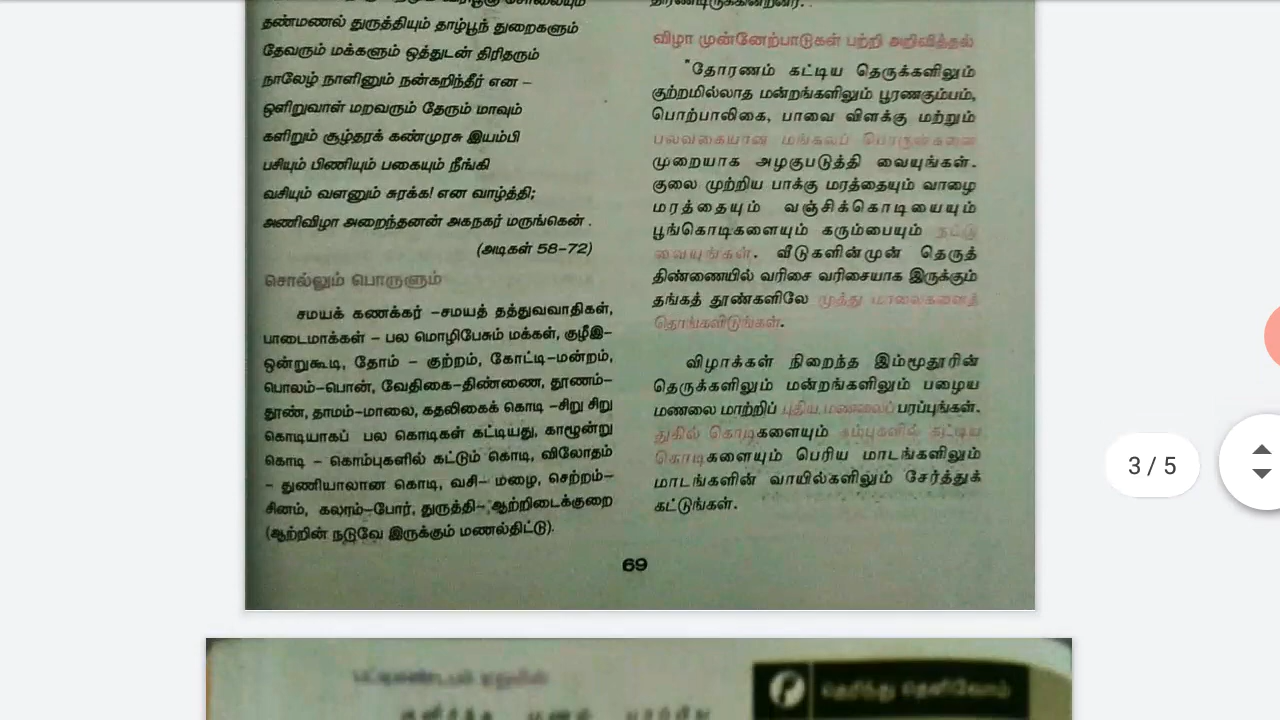 தண்மணல் துருத்தியும் தாழ்பூந் துறைகளும்
தேவரும் மக்களும் ஒத்துடன் திரிதரும்
நாலேழ் நாளினும் நன்கறிந்தீர் என –
ஒளிறுவாள் மறவரும் தேரும் மாவும்
களிறும் சூழ்தரக் கண்முரசு இயம்பி
பசியும் பிணியும் பகையும் நீங்கி
வசியும் வளனும் சுரக்க! என வாழ்த்தி;
அணிவிழா அறைந்தனன் அகநகர் மருங்கென் .
(அடிகள் 58–72)
சொல்லும் பொருளும்
சமயக் கணக்கர் –சமயத் தத்துவவாதிகள்,
பாடைமாக்கள் – பல மொழிபேசும் மக்கள், குழீஇ–
ஒன்றுகூடி, தோம் – குற்றம், கோட்டி–மன்றம்,
பொலம்–பொன், வேதிகை–திண்ணை, தூணம்–
தூண், தாமம்–மாலை, கதலிகைக் கொடி –சிறு சிறு
கொடியாகப் பல கொடிகள் கட்டியது, காழூன்று
கொடி – கொம்புகளில் கட்டும் கொடி, விலோதம்
– துணியாலான கொடி, வசி– மழை, செற்றம்–
சினம், கலாம்–போர், துருத்தி–ஆற்றிடைக்குறை
(ஆற்றின் நடுவே இருக்கும் மணல்திட்டு).
விழா முன்னேற்பாடுகள் பற்றி அறிவித்தல்
"தோரணம் கட்டிய தெருக்களிலும்
குற்றமில்லாத மன்றங்களிலும் பூரணகும்பம்,
பொற்பாலிகை, பாவை விளக்கு மற்றும்
பலவகையான மங்கலப் பொருள்களை
முறையாக அழகுபடுத்தி வையுங்கள்.
குலை முற்றிய பாக்கு மரத்தையும் வாழை
மரத்தையும் வஞ்சிக்கொடியையும்
பூங்கொடிகளையும் கரும்பையும் நட்டு
வையுங்கள். வீடுகளின்முன் தெருத்
திண்ணையில் வரிசை வரிசையாக இருக்கும்
தங்கத் தூண்களிலே முத்து மாலைகளைத்
தொங்கவிடுங்கள்.
விழாக்கள் நிறைந்த இம்மூதூரின்
தெருக்களிலும் மன்றங்களிலும் பழைய
மணலை மாற்றிப் புதிய மணலைப் பரப்புங்கள்.
துகில் கொடிகளையும் கம்புகளில் கட்டிய
கொடிகளையும் பெரிய மாடங்களிலும்
மாடங்களின் வாயில்களிலும் சேர்த்துக்
கட்டுங்கள்.
69
3 / 5
தெரிந்து தெளிவோம்